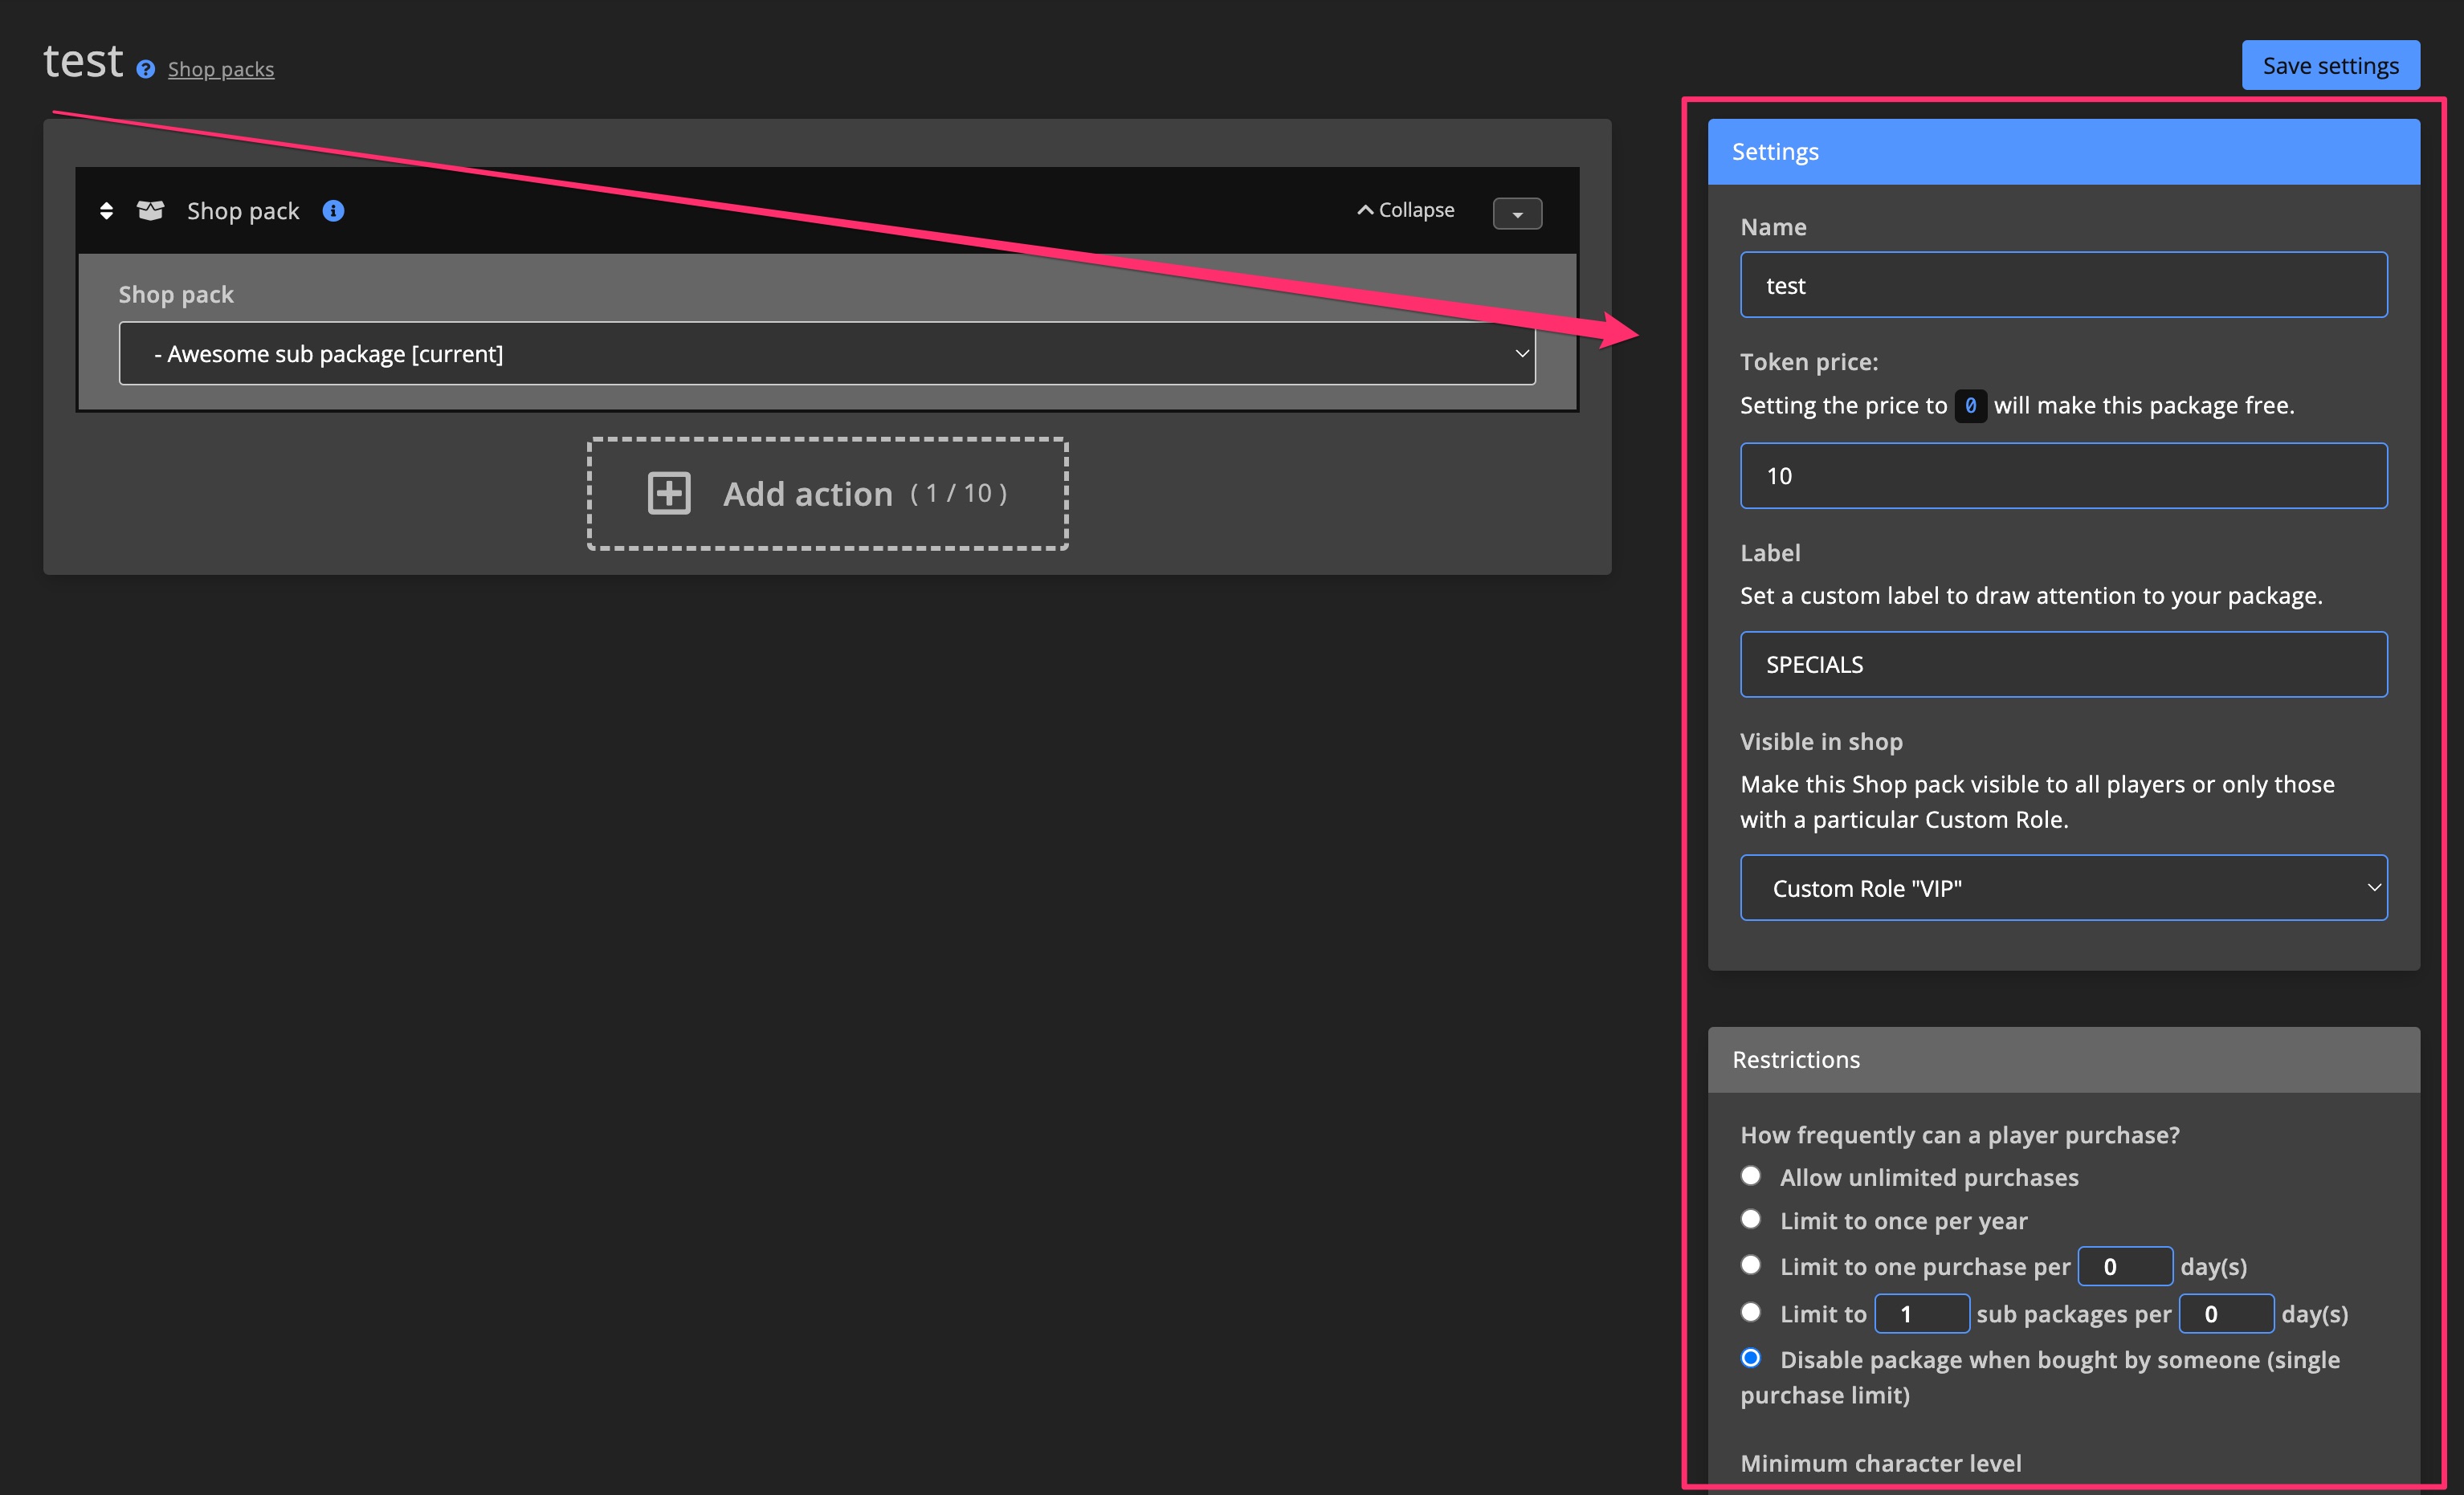 test Shop packs
Save settings
Shop pack
Collapse
Shop pack
- Awesome sub package [current]
Add action ( 1 / 10 )
Settings
Name
test
Token price:
Setting the price to 0 will make this package free.
10
Label
Set a custom label to draw attention to your package.
SPECIALS
Visible in shop
Make this Shop pack visible to all players or only those
with a particular Custom Role.
Custom Role "VIP"
Restrictions
How frequently can a player purchase?
Allow unlimited purchases
Limit to once per year
Limit to one purchase per 0 day(s)
Limit to 1 sub packages per 0 day(s)
Disable package when bought by someone (single
purchase limit)
Minimum character level